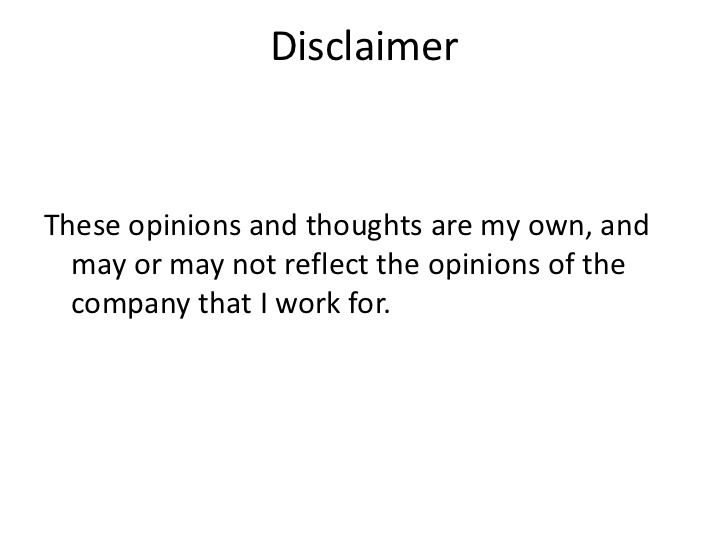 Disclaimer
These opinions and thoughts are my own, and
may or may not reflect the opinions of the
company that I work for.